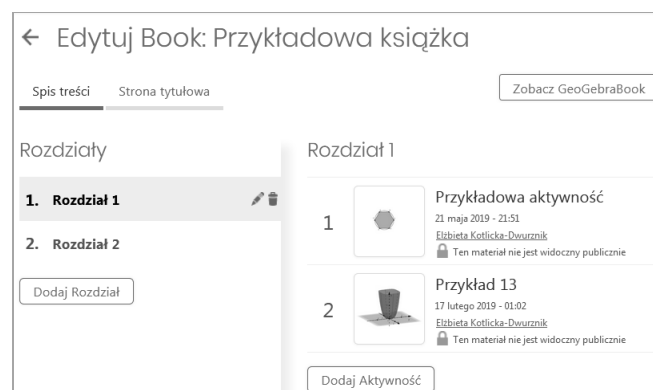 ← Edytuj Book: Przykładowa książka
Spis treści
Strona tytułowa
Zobacz GeoGebraBook
Rozdziały
1. Rozdział 1
2. Rozdział 2
Dodaj Rozdział
Rozdział 1
1
Przykładowa aktywność
21 maja 2019 - 21:51
Elżbieta Kotlicka-Dwurznik
Ten materiał nie jest widoczny publicznie
2
Przykład 13
17 lutego 2019 - 01:02
Elżbieta Kotlicka-Dwurznik
Ten materiał nie jest widoczny publicznie
Dodaj Aktywność